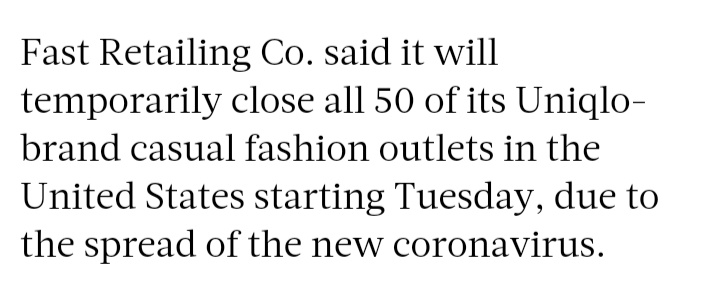 Fast Retailing Co. said it will
temporarily close all 50 of its Uniqlo-
brand casual fashion outlets in the
United States starting Tuesday, due to
the spread of the new coronavirus.